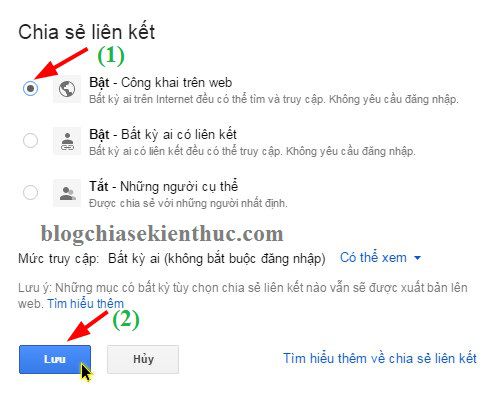 Chia sẻ liên kết
(1)
Bật - Công khai trên web
Bất kỳ ai trên Internet đều có thể tìm và truy cập. Không yêu cầu đăng nhập.
Bật - Bất kỳ ai có liên kết
Bất kỳ ai có liên kết đều có thể truy cập. Không yêu cầu đăng nhập.
Tắt - Những người cụ thể
Được chia sẻ với những người nhất định.
blogchiasekienthuc.com
Mức truy cập: Bất kỳ ai (không bắt buộc đăng nhập) Có thể xem
Lưu ý: Những mục có bất kỳ tùy chọn chia sẻ liên kết nào vẫn sẽ được xuất bản lên
web. Tìm hiểu thêm
(2)
Lưu Hủy Tìm hiểu thêm về chia sẻ liên kết